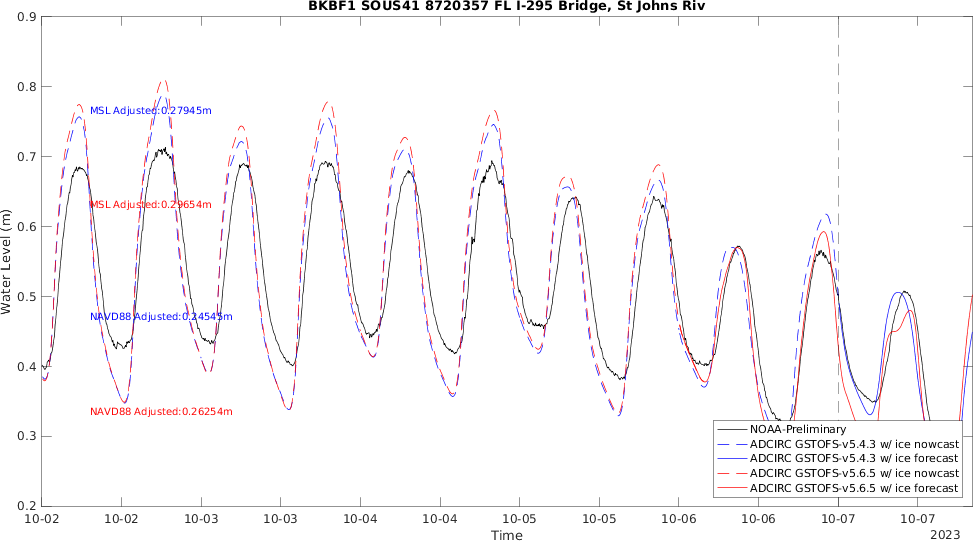 BKBF1 SOUS41 8720357 FL I-295 Bridge, St Johns Riv
0.9
0.8
0.7
0.6
0.5
0.4
0.3
0.2
Water Level (m)
MSL Adjusted:0.27945m
MSL Adjusted:0.29654m
NAVD88 Adjusted:0.24545m
NAVD88 Adjusted:0.26254m
NOAA-Preliminary
ADCIRC GSTOFS-v5.4.3 w/ ice nowcast
ADCIRC GSTOFS-v5.4.3 w/ ice forecast
ADCIRC GSTOFS-v5.6.5 w/ ice nowcast
ADCIRC GSTOFS-v5.6.5 w/ ice forecast
10-02 10-02 10-03 10-03 10-04 10-04 10-05 10-05 10-06 10-06 10-07 10-07
Time
2023